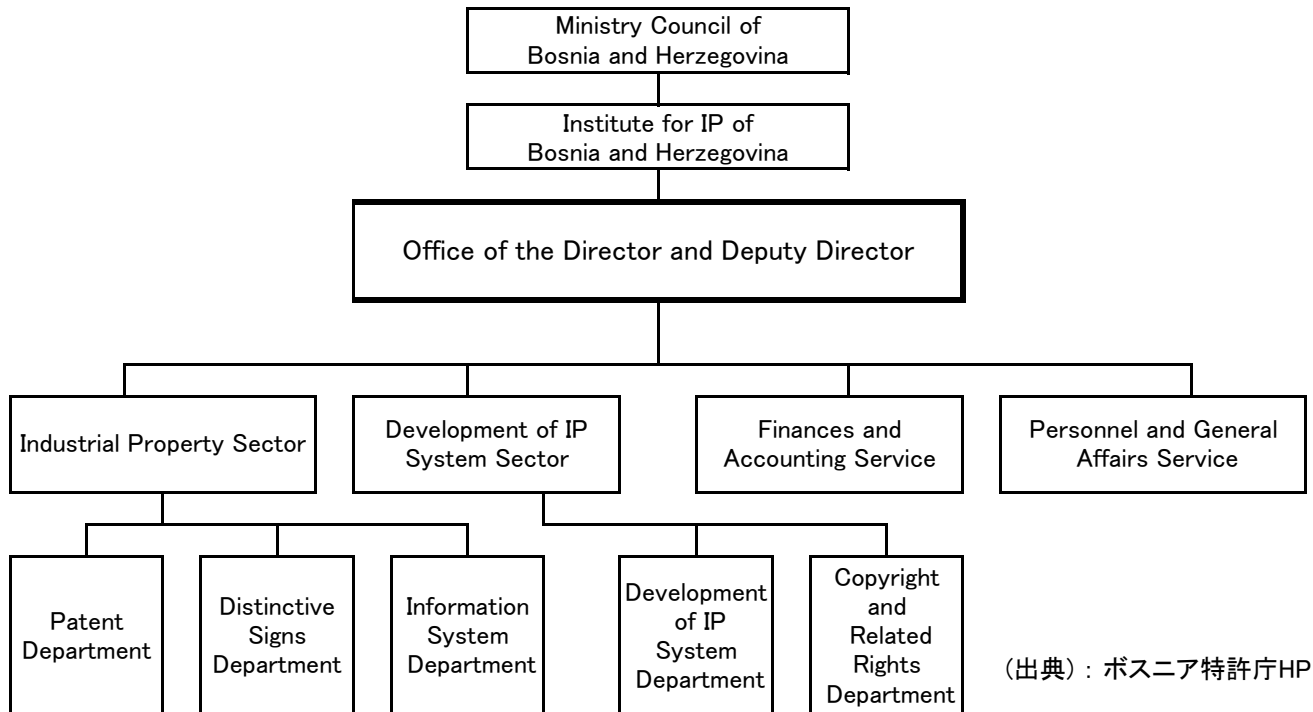 Ministry Council of
Bosnia and Herzegovina
Institute for IP of
Bosnia and Herzegovina
Office of the Director and Deputy Director
Industrial Property Sector
Development of IP
System Sector
Finances and
Accounting Service
Personnel and General
Affairs Service
Patent
Department
Distinctive
Signs
Department
Information
System
Department
Development
of IP
System
Department
Copyright
and
Related
Rights
Department
(出典):ボスニア特許庁HP